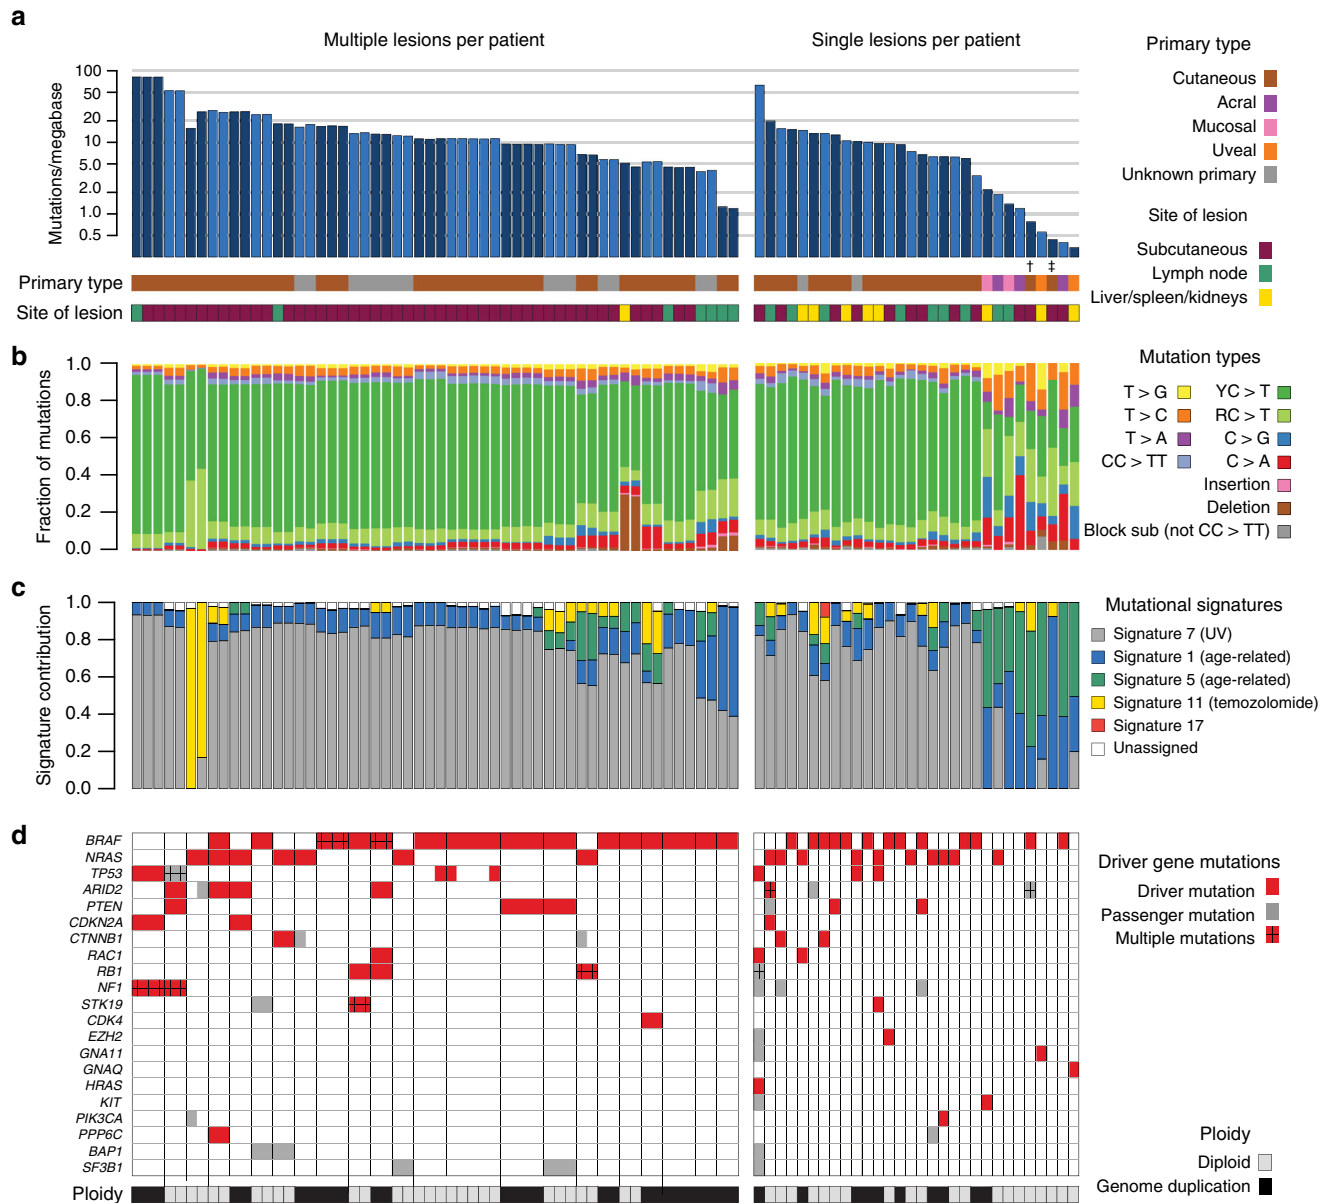 a
Multiple lesions per patient
Single lesions per patient
Mutations/megabase
100
50
20
10
5.0
2.0
1.0
0.5
† ‡
Primary type
Site of lesion
Primary type
Cutaneous
Acral
Mucosal
Uveal
Unknown primary
Site of lesion
Subcutaneous
Lymph node
Liver/spleen/kidneys
b
Fraction of mutations
1.0
0.8
0.6
0.4
0.2
0.0
Mutation types
T > G YC > T
T > C RC > T
T > A C > G
CC > TT C > A
Insertion
Deletion
Block sub (not CC > TT)
c
Signature contribution
1.0
0.8
0.6
0.4
0.2
0.0
Mutational signatures
Signature 7 (UV)
Signature 1 (age-related)
Signature 5 (age-related)
Signature 11 (temozolomide)
Signature 17
Unassigned
d
BRAF
NRAS
TP53
ARID2
PTEN
CDKN2A
CTNNB1
RAC1
RB1
NF1
STK19
CDK4
EZH2
GNA11
GNAQ
HRAS
KIT
PIK3CA
PPP6C
BAP1
SF3B1
Ploidy
Driver gene mutations
Driver mutation
Passenger mutation
Multiple mutations
Ploidy
Diploid
Genome duplication